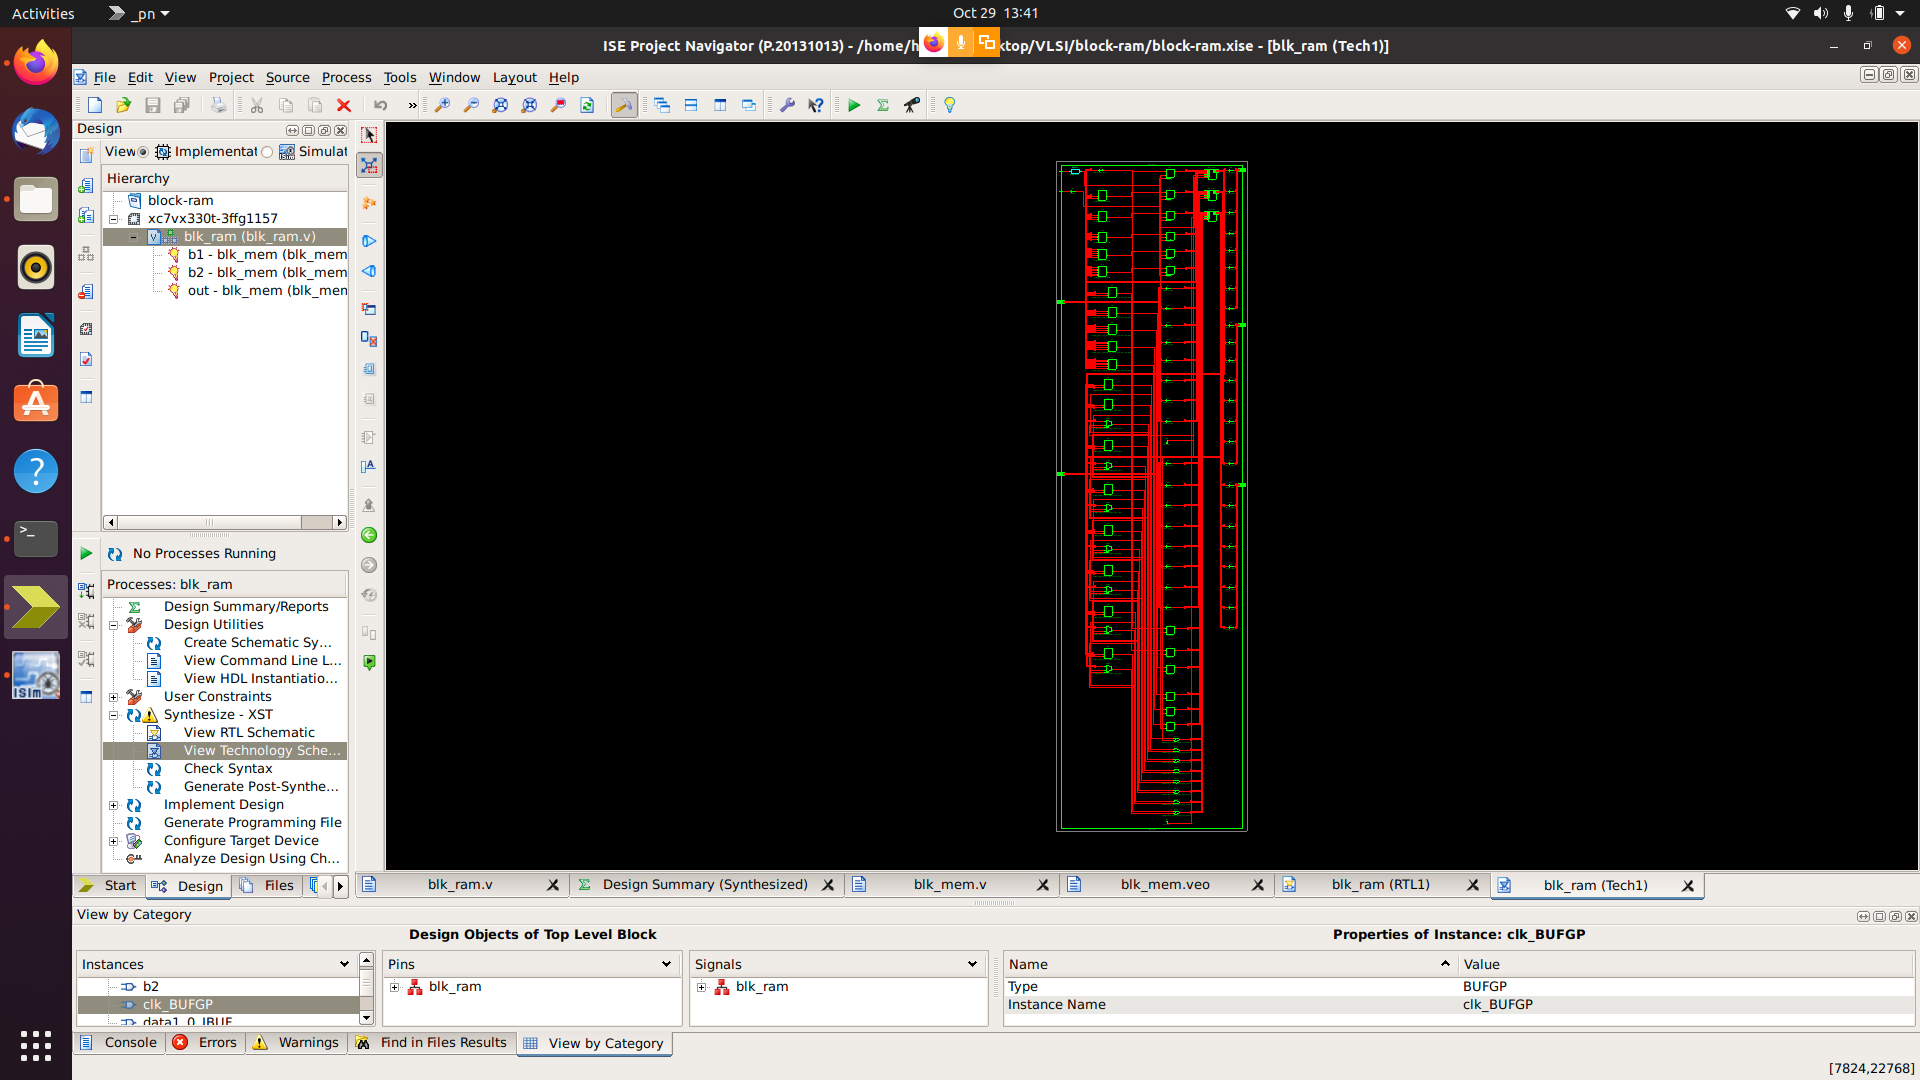 Activities
_pn
Oct 29 13:41
ISE Project Navigator (P.20131013) - /home/h
ktop/VLSI/block-ram/block-ram.xise - [blk_ram (Tech1)]
File Edit View Project Source Process Tools Window Layout Help
»
Design
View Implementat Simulat
Hierarchy
block-ram
xc7vx330t-3ffg1157
blk_ram (blk_ram.v)
b1 - blk_mem (blk_mem
b2 - blk_mem (blk_mem
out - blk_mem (blk_men
No Processes Running
Processes: blk_ram
Design Summary/Reports
Design Utilities
Create Schematic Sy...
View Command Line L...
View HDL Instantiatio...
User Constraints
Synthesize - XST
View RTL Schematic
View Technology Sche...
Check Syntax
Generate Post-Synthe...
Implement Design
Generate Programming File
Configure Target Device
Analyze Design Using Ch...
Start Design Files
blk_ram.v
Design Summary (Synthesized)
blk_mem.v
blk_mem.veo
blk_ram (RTL1)
blk_ram (Tech1)
View by Category
Design Objects of Top Level Block
Properties of Instance: clk_BUFGP
Instances
b2
clk_BUFGP
data1_0_IBUF
Pins
blk_ram
Signals
blk_ram
Name Value
Type BUFGP
Instance Name clk_BUFGP
Console Errors Warnings Find in Files Results View by Category
[7824,22768]
ISim